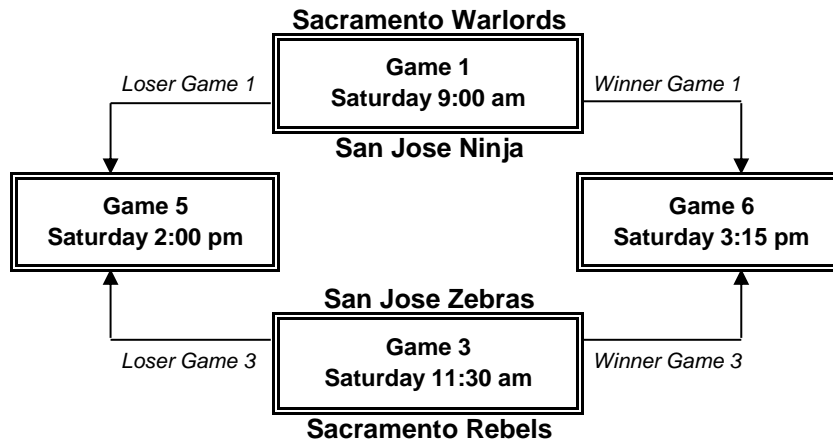 Sacramento Warlords
Loser Game 1
Game 1
Saturday 9:00 am
Winner Game 1
San Jose Ninja
Game 5
Saturday 2:00 pm
Game 6
Saturday 3:15 pm
San Jose Zebras
Loser Game 3
Game 3
Saturday 11:30 am
Winner Game 3
Sacramento Rebels